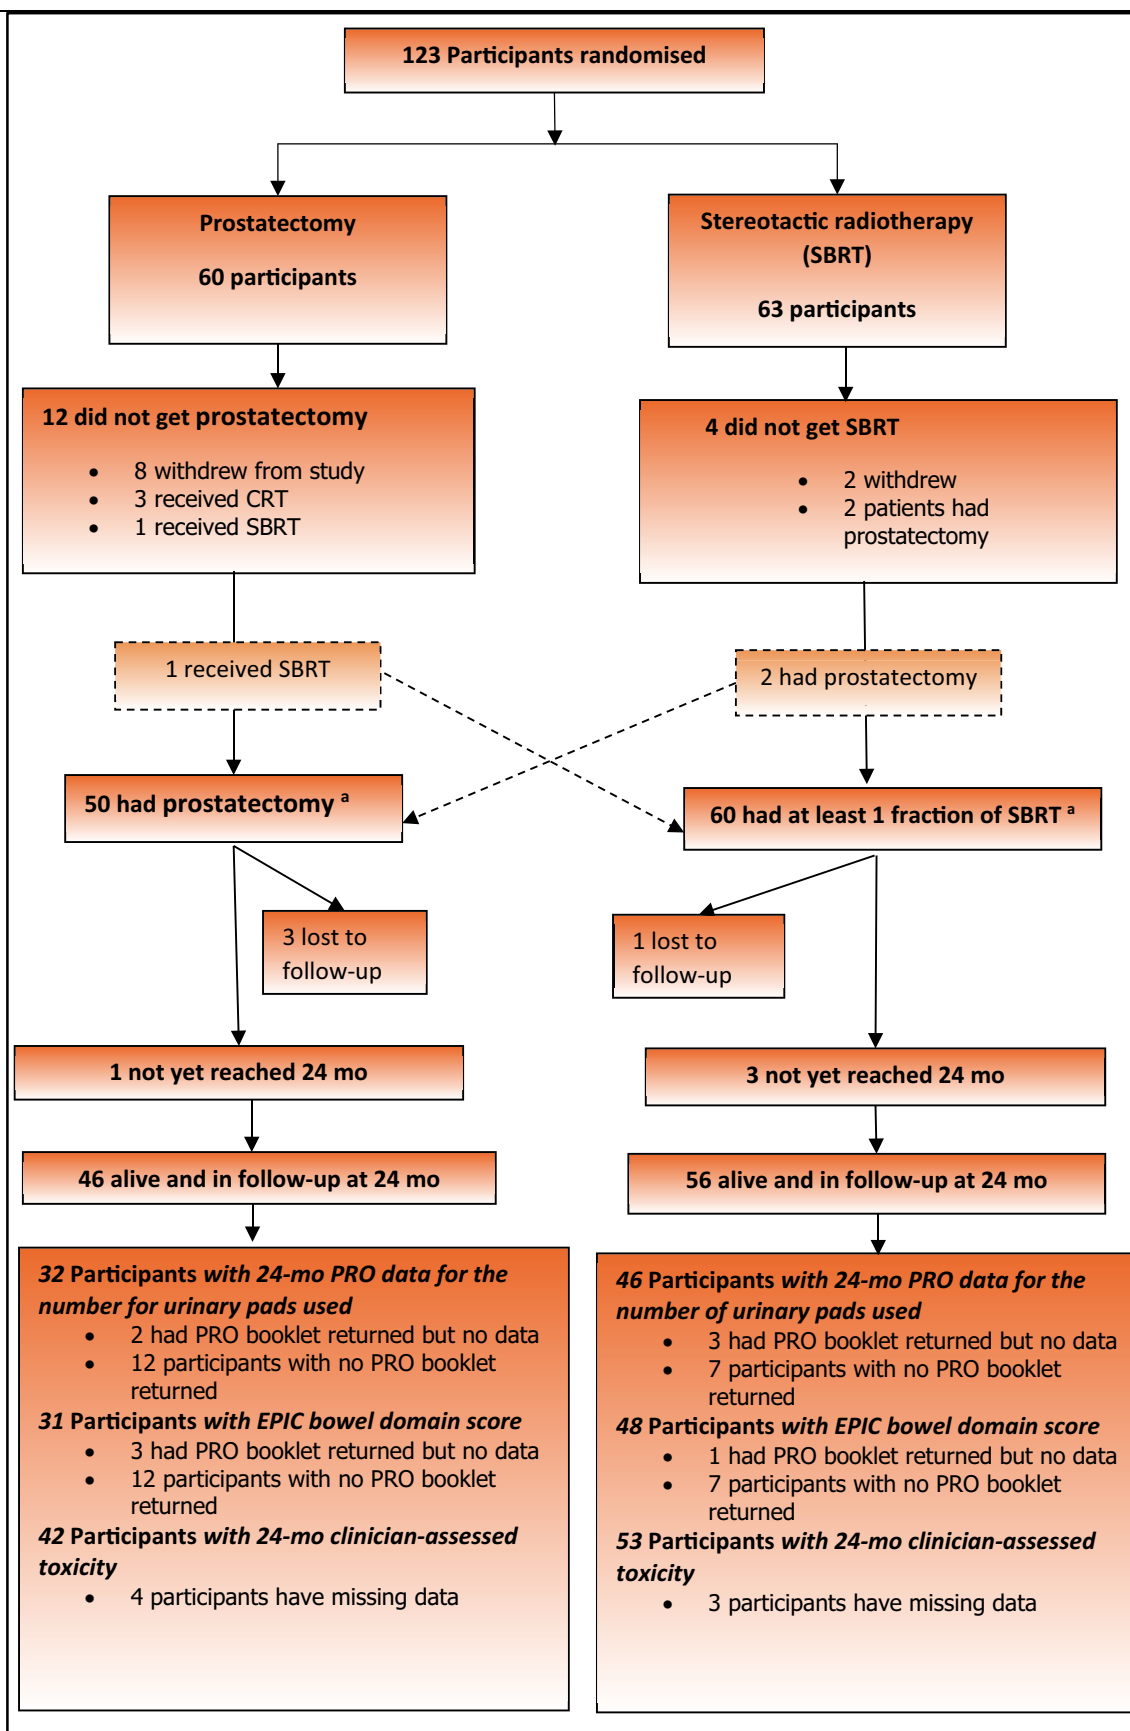 123 Participants randomised
Prostatectomy
60 participants
Stereotactic radiotherapy
(SBRT)
63 participants
12 did not get prostatectomy
• 8 withdrew from study
• 3 received CRT
• 1 received SBRT
4 did not get SBRT
• 2 withdrew
• 2 patients had
prostatectomy
1 received SBRT
2 had prostatectomy
50 had prostatectomy ª
60 had at least 1 fraction of SBRT ª
3 lost to
follow-up
1 lost to
follow-up
1 not yet reached 24 mo
3 not yet reached 24 mo
46 alive and in follow-up at 24 mo
56 alive and in follow-up at 24 mo
32 Participants with 24-mo PRO data for the
number for urinary pads used
• 2 had PRO booklet returned but no data
• 12 participants with no PRO booklet
returned
31 Participants with EPIC bowel domain score
• 3 had PRO booklet returned but no data
• 12 participants with no PRO booklet
returned
42 Participants with 24-mo clinician-assessed
toxicity
• 4 participants have missing data
46 Participants with 24-mo PRO data for the
number of urinary pads used
• 3 had PRO booklet returned but no data
• 7 participants with no PRO booklet
returned
48 Participants with EPIC bowel domain score
• 1 had PRO booklet returned but no data
• 7 participants with no PRO booklet
returned
53 Participants with 24-mo clinician-assessed
toxicity
• 3 participants have missing data